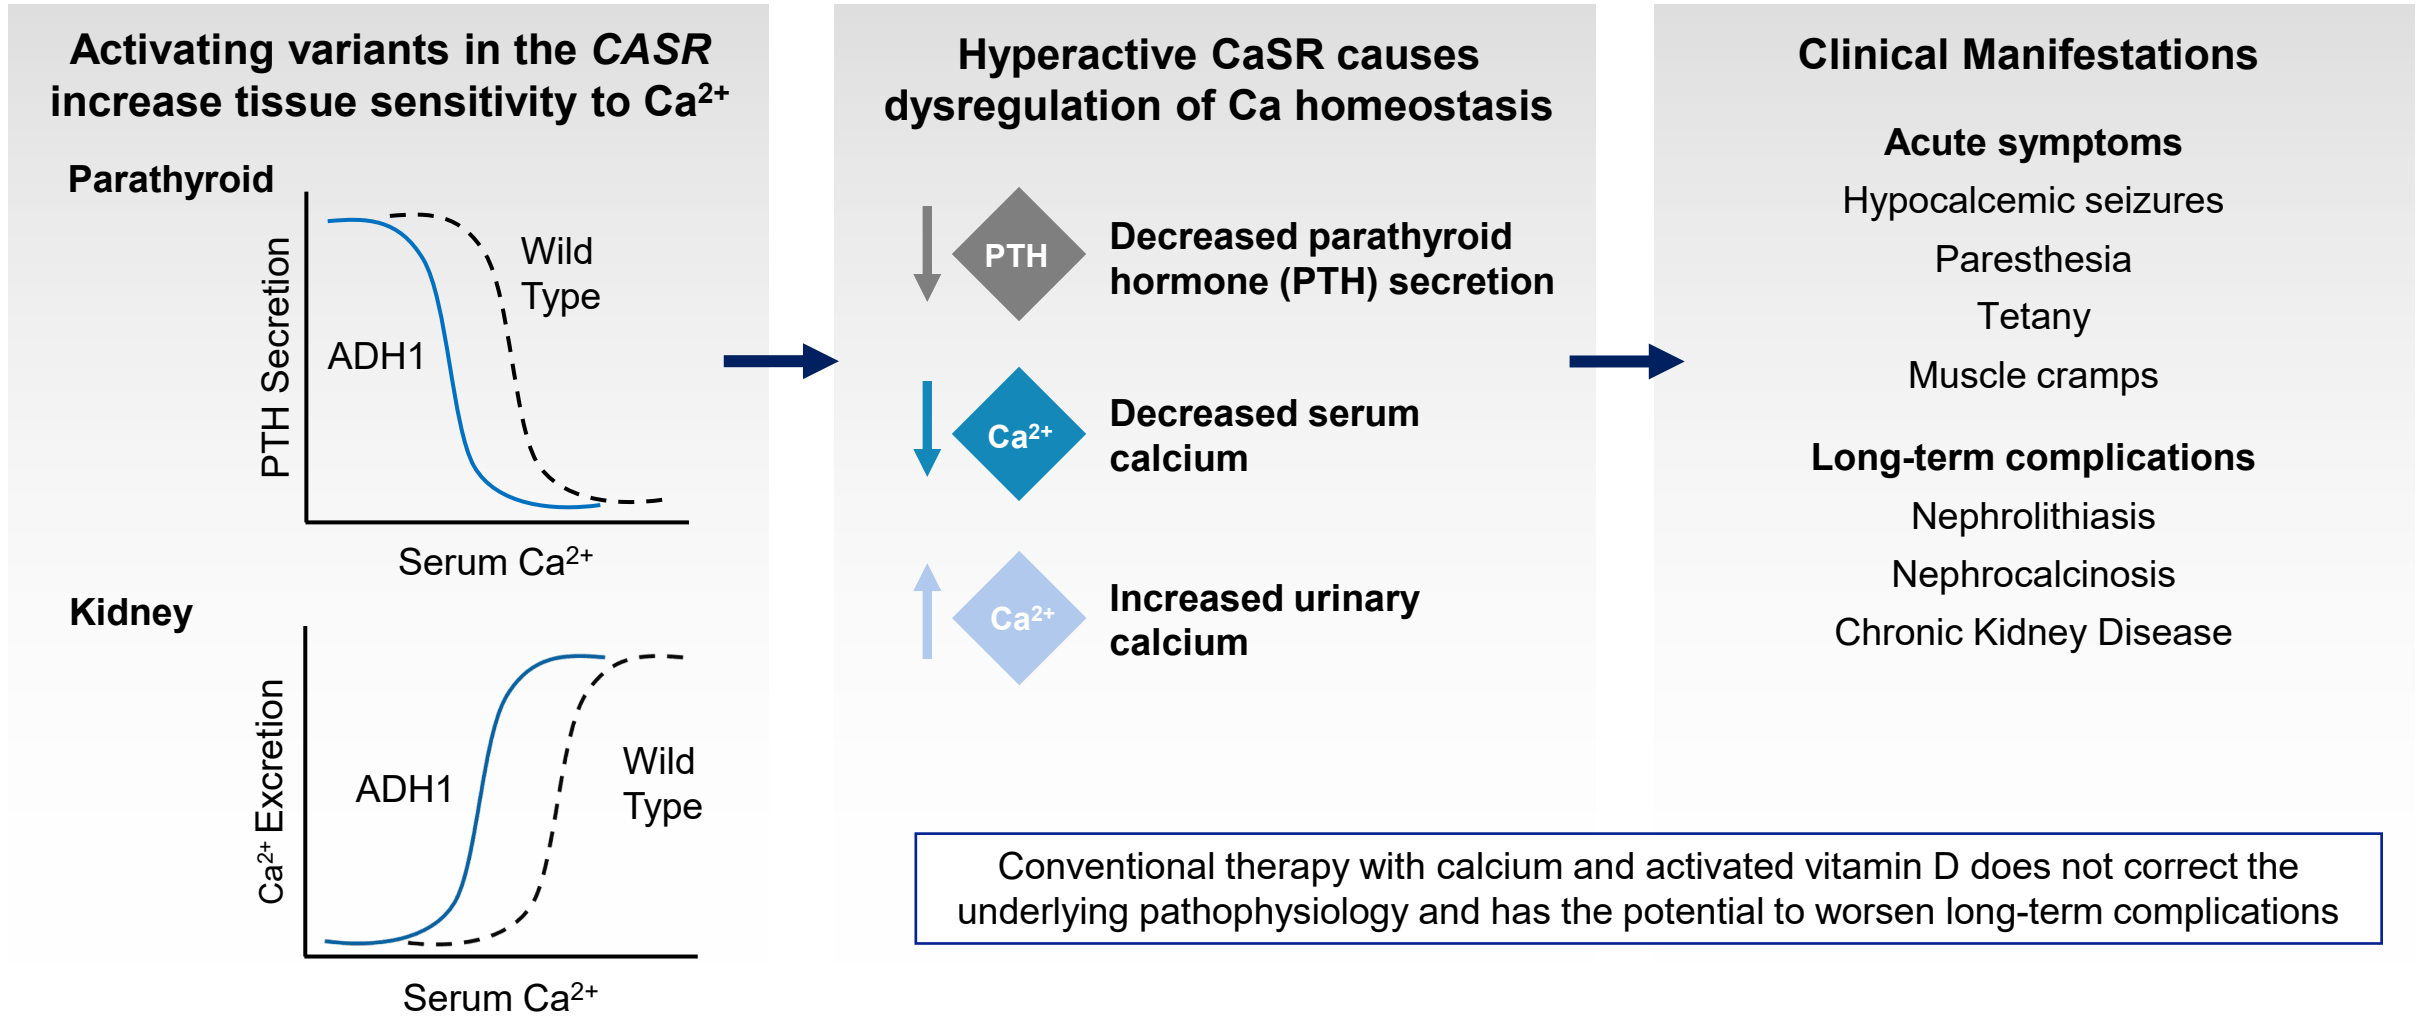 Activating variants in the CASR
increase tissue sensitivity to Ca²⁺
Parathyroid
PTH Secretion
Wild
Type
ADH1
Serum Ca²⁺
Kidney
Ca²⁺ Excretion
ADH1
Wild
Type
Serum Ca²⁺
Hyperactive CaSR causes
dysregulation of Ca homeostasis
PTH
Decreased parathyroid
hormone (PTH) secretion
Ca²⁺
Decreased serum
calcium
Ca²⁺
Increased urinary
calcium
Clinical Manifestations
Acute symptoms
Hypocalcemic seizures
Paresthesia
Tetany
Muscle cramps
Long-term complications
Nephrolithiasis
Nephrocalcinosis
Chronic Kidney Disease
Conventional therapy with calcium and activated vitamin D does not correct the
underlying pathophysiology and has the potential to worsen long-term complications